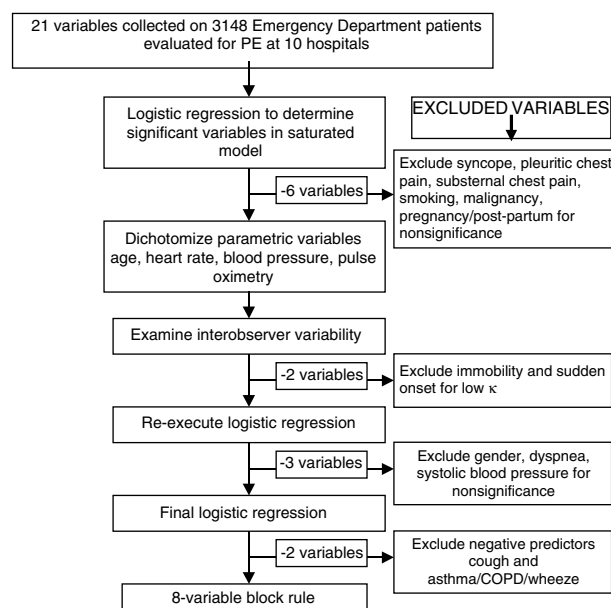 21 variables collected on 3148 Emergency Department patients
evaluated for PE at 10 hospitals
Logistic regression to determine
significant variables in saturated
model
EXCLUDED VARIABLES
-6 variables
Exclude syncope, pleuritic chest
pain, substernal chest pain,
smoking, malignancy,
pregnancy/post-partum for
nonsignificance
Dichotomize parametric variables
age, heart rate, blood pressure, pulse
oximetry
Examine interobserver variability
-2 variables
Exclude immobility and sudden
onset for low κ
Re-execute logistic regression
-3 variables
Exclude gender, dyspnea,
systolic blood pressure for
nonsignificance
Final logistic regression
-2 variables
Exclude negative predictors
cough and
asthma/COPD/wheeze
8-variable block rule